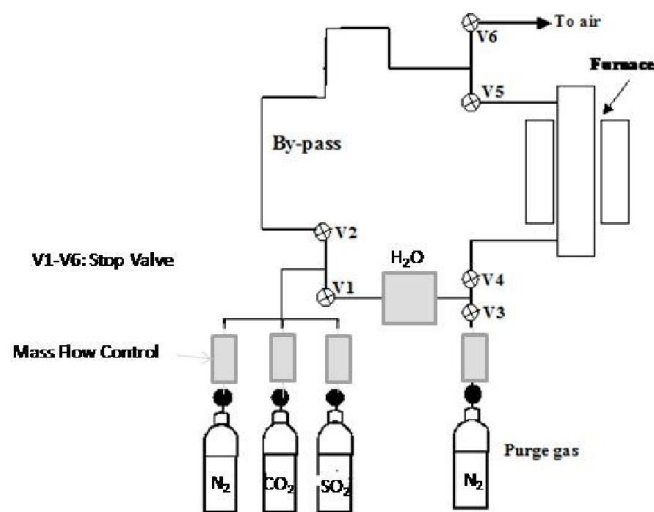 To air
V6
Furnace
V5
By-pass
V2
V1-V6: Stop Valve
H₂O
V4
V1
V3
Mass Flow Control
Purge gas
N₂
CO₂
SO₂
N₂